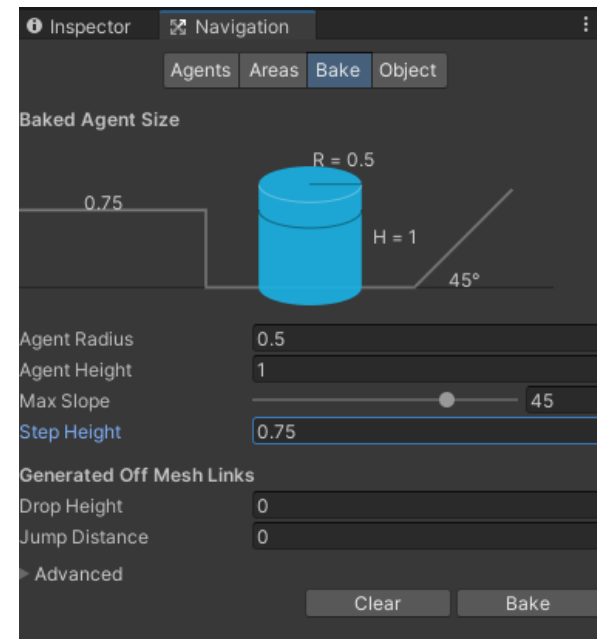 Inspector Navigation
Agents Areas Bake Object
Baked Agent Size
R = 0.5
0.75
H = 1
45°
Agent Radius 0.5
Agent Height 1
Max Slope 45
Step Height 0.75
Generated Off Mesh Links
Drop Height 0
Jump Distance 0
Advanced
Clear Bake